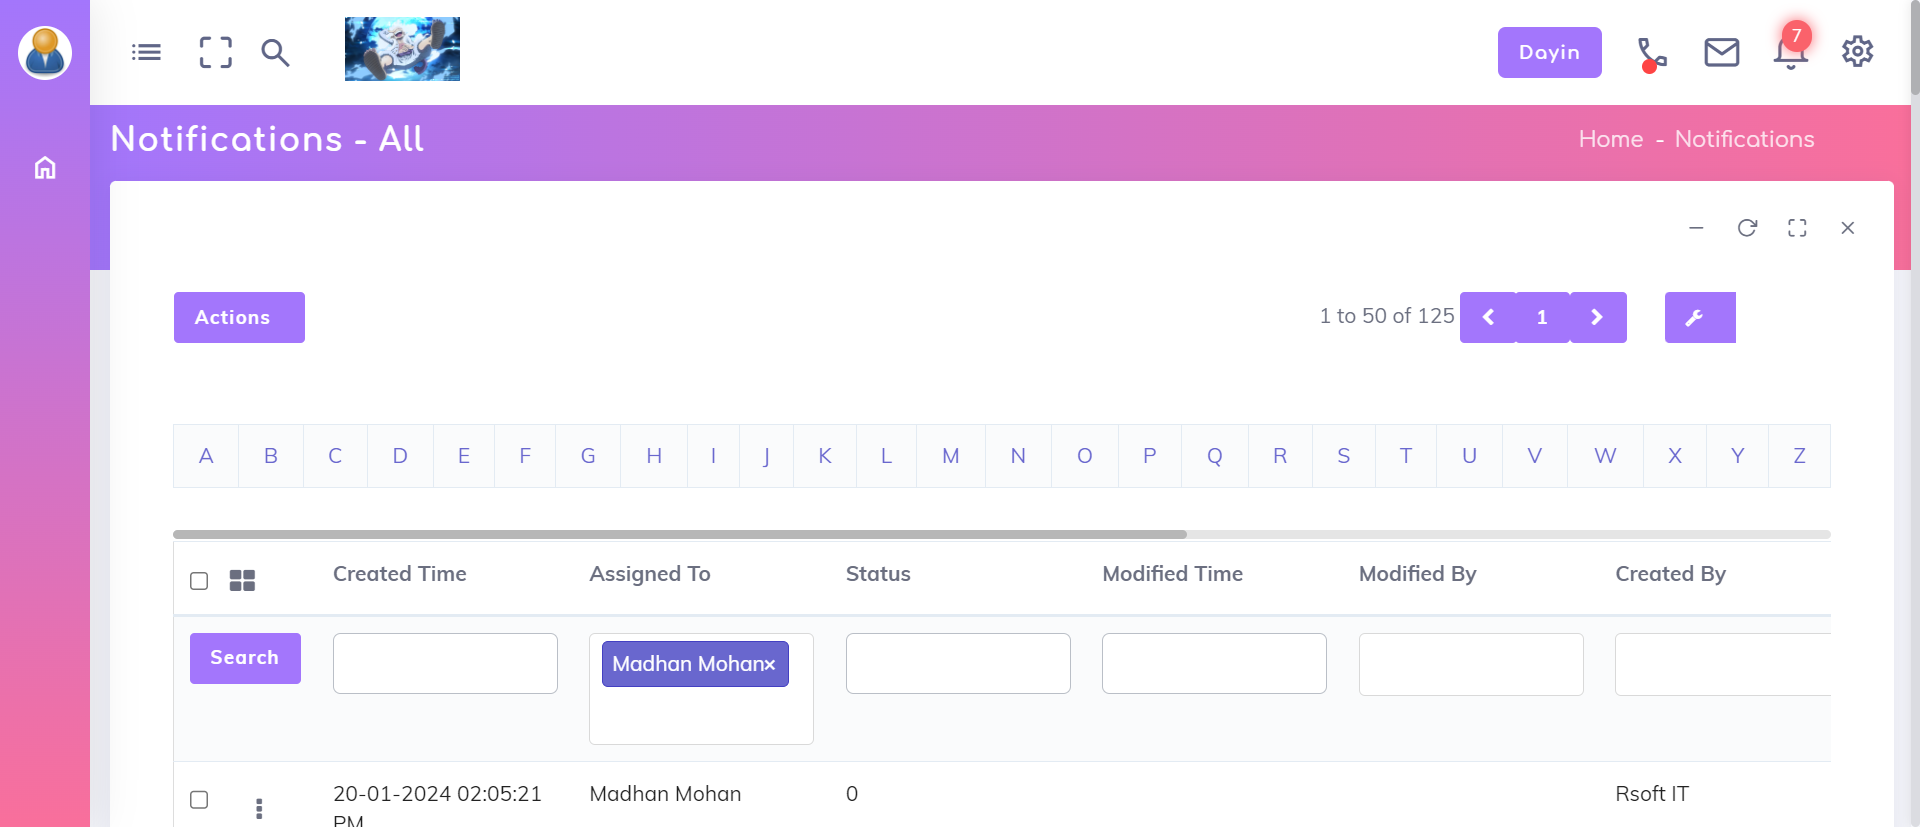 Dayin
7
Notifications - All
Home - Notifications
Actions
1 to 50 of 125
1
A B C D E F G H I J K L M N O P Q R S T U V W X Y Z
Created Time Assigned To Status Modified Time Modified By Created By
Search
Madhan Mohan×
20-01-2024 02:05:21 Madhan Mohan 0 Rsoft IT
PM